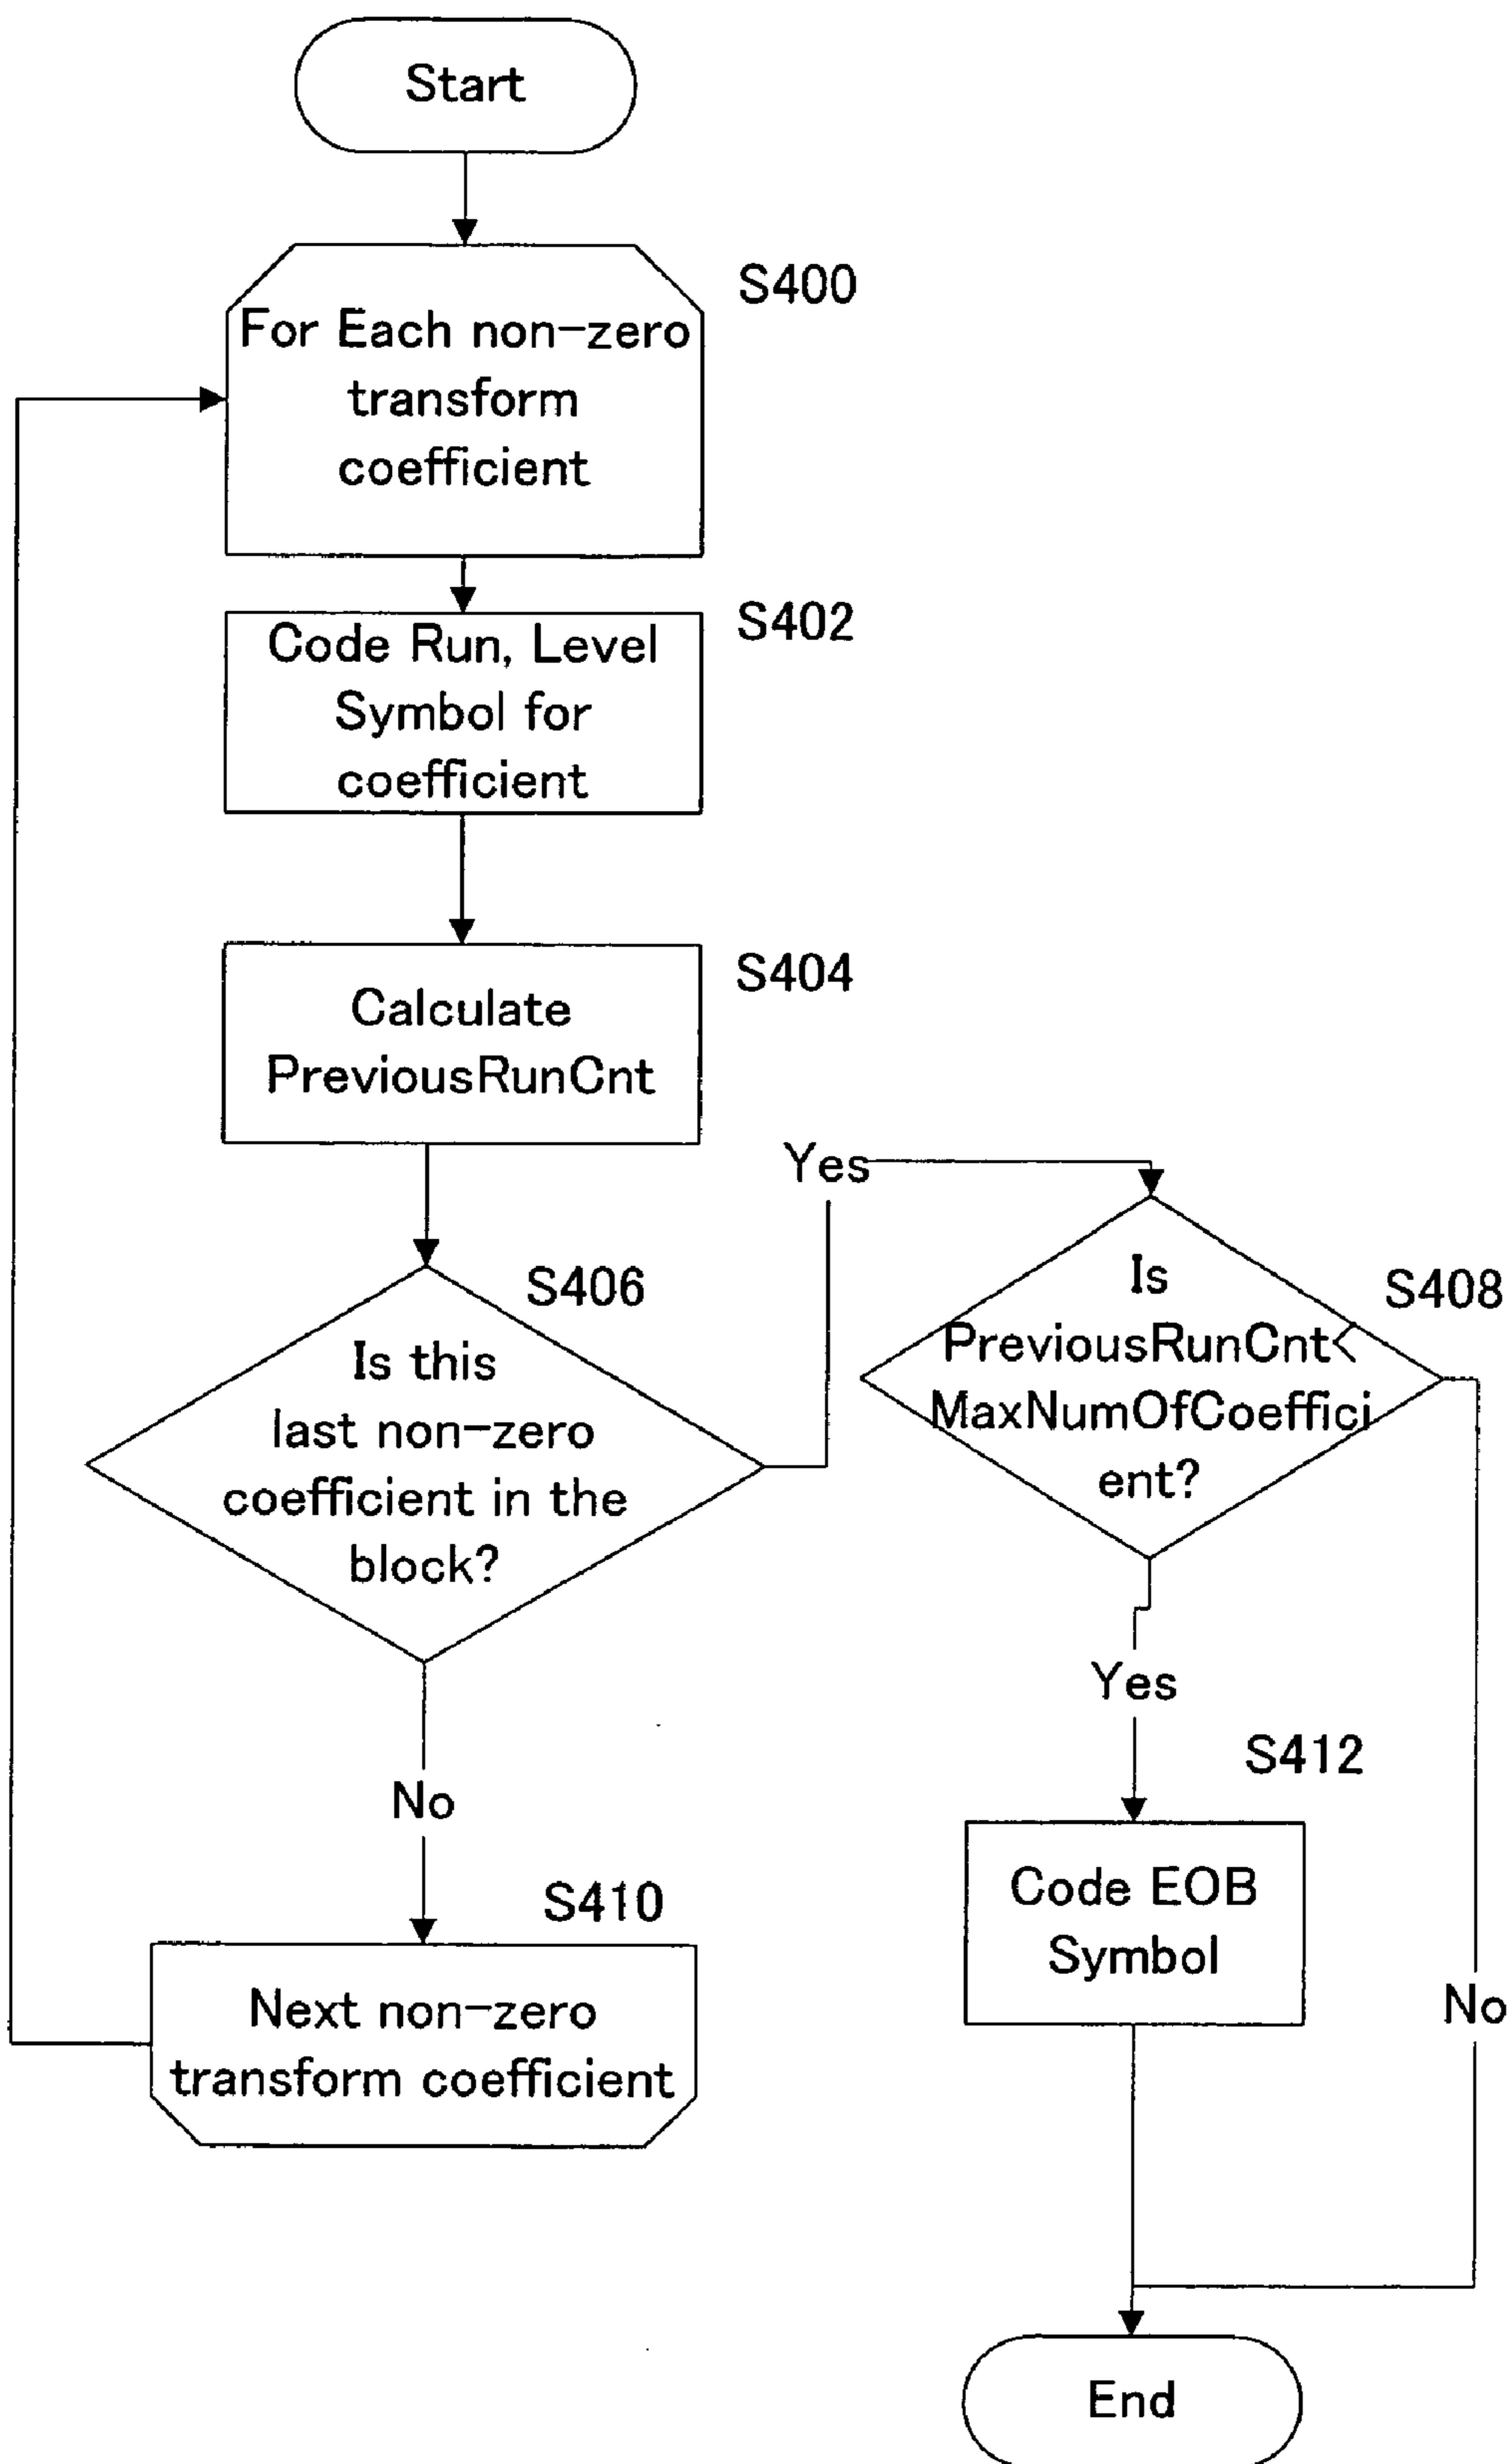 Start
S400
For Each non-zero
transform
coefficient
S402
Code Run, Level
Symbol for
coefficient
S404
Calculate
PreviousRunCnt
Yes
S406
Is this
last non-zero
coefficient in the
block?
S408
Is
PreviousRunCnt<
MaxNumOfCoeffici
ent?
Yes
No
S412
Code EOB
Symbol
S410
Next non-zero
transform coefficient
No
End